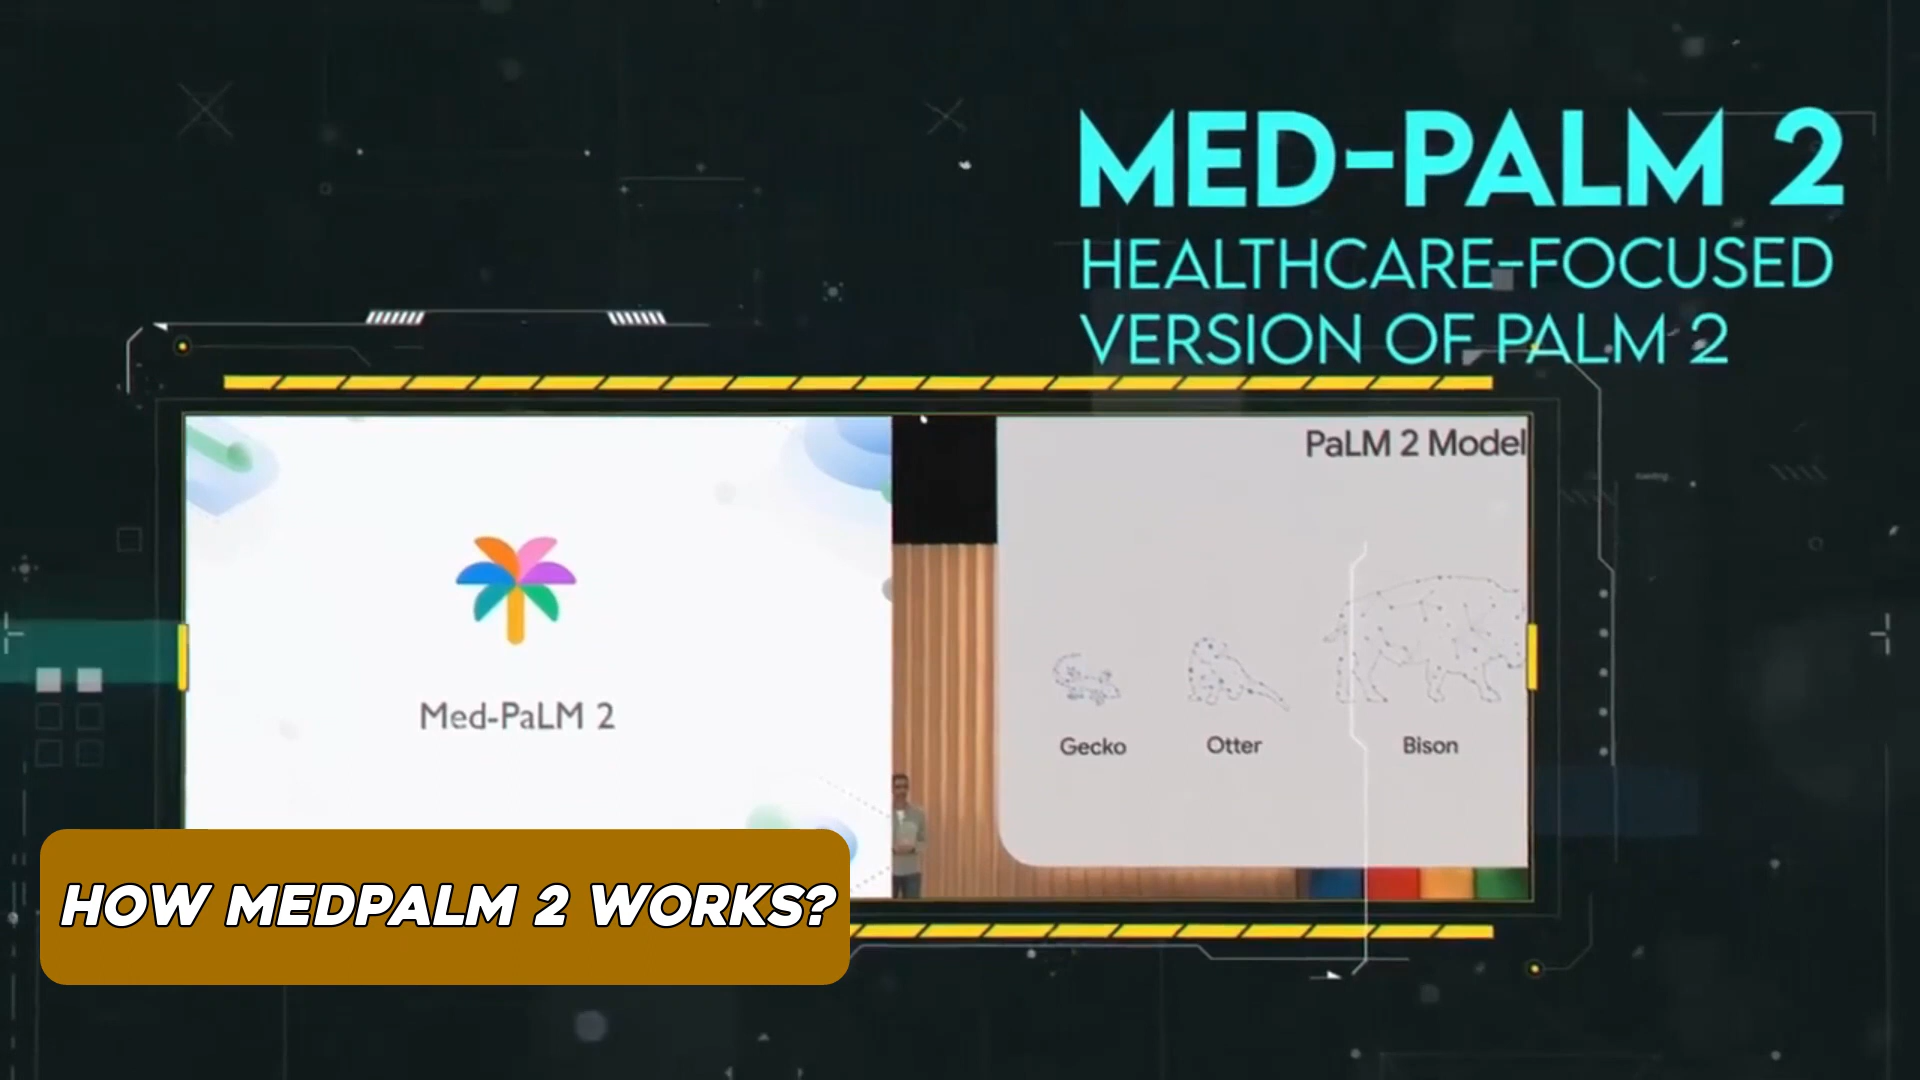 MED-PALM 2
HEALTHCARE-FOCUSED
VERSION OF PALM 2
PaLM 2 Model
Med-PaLM 2
Gecko
Otter
Bison
HOW MEDPALM 2 WORKS?